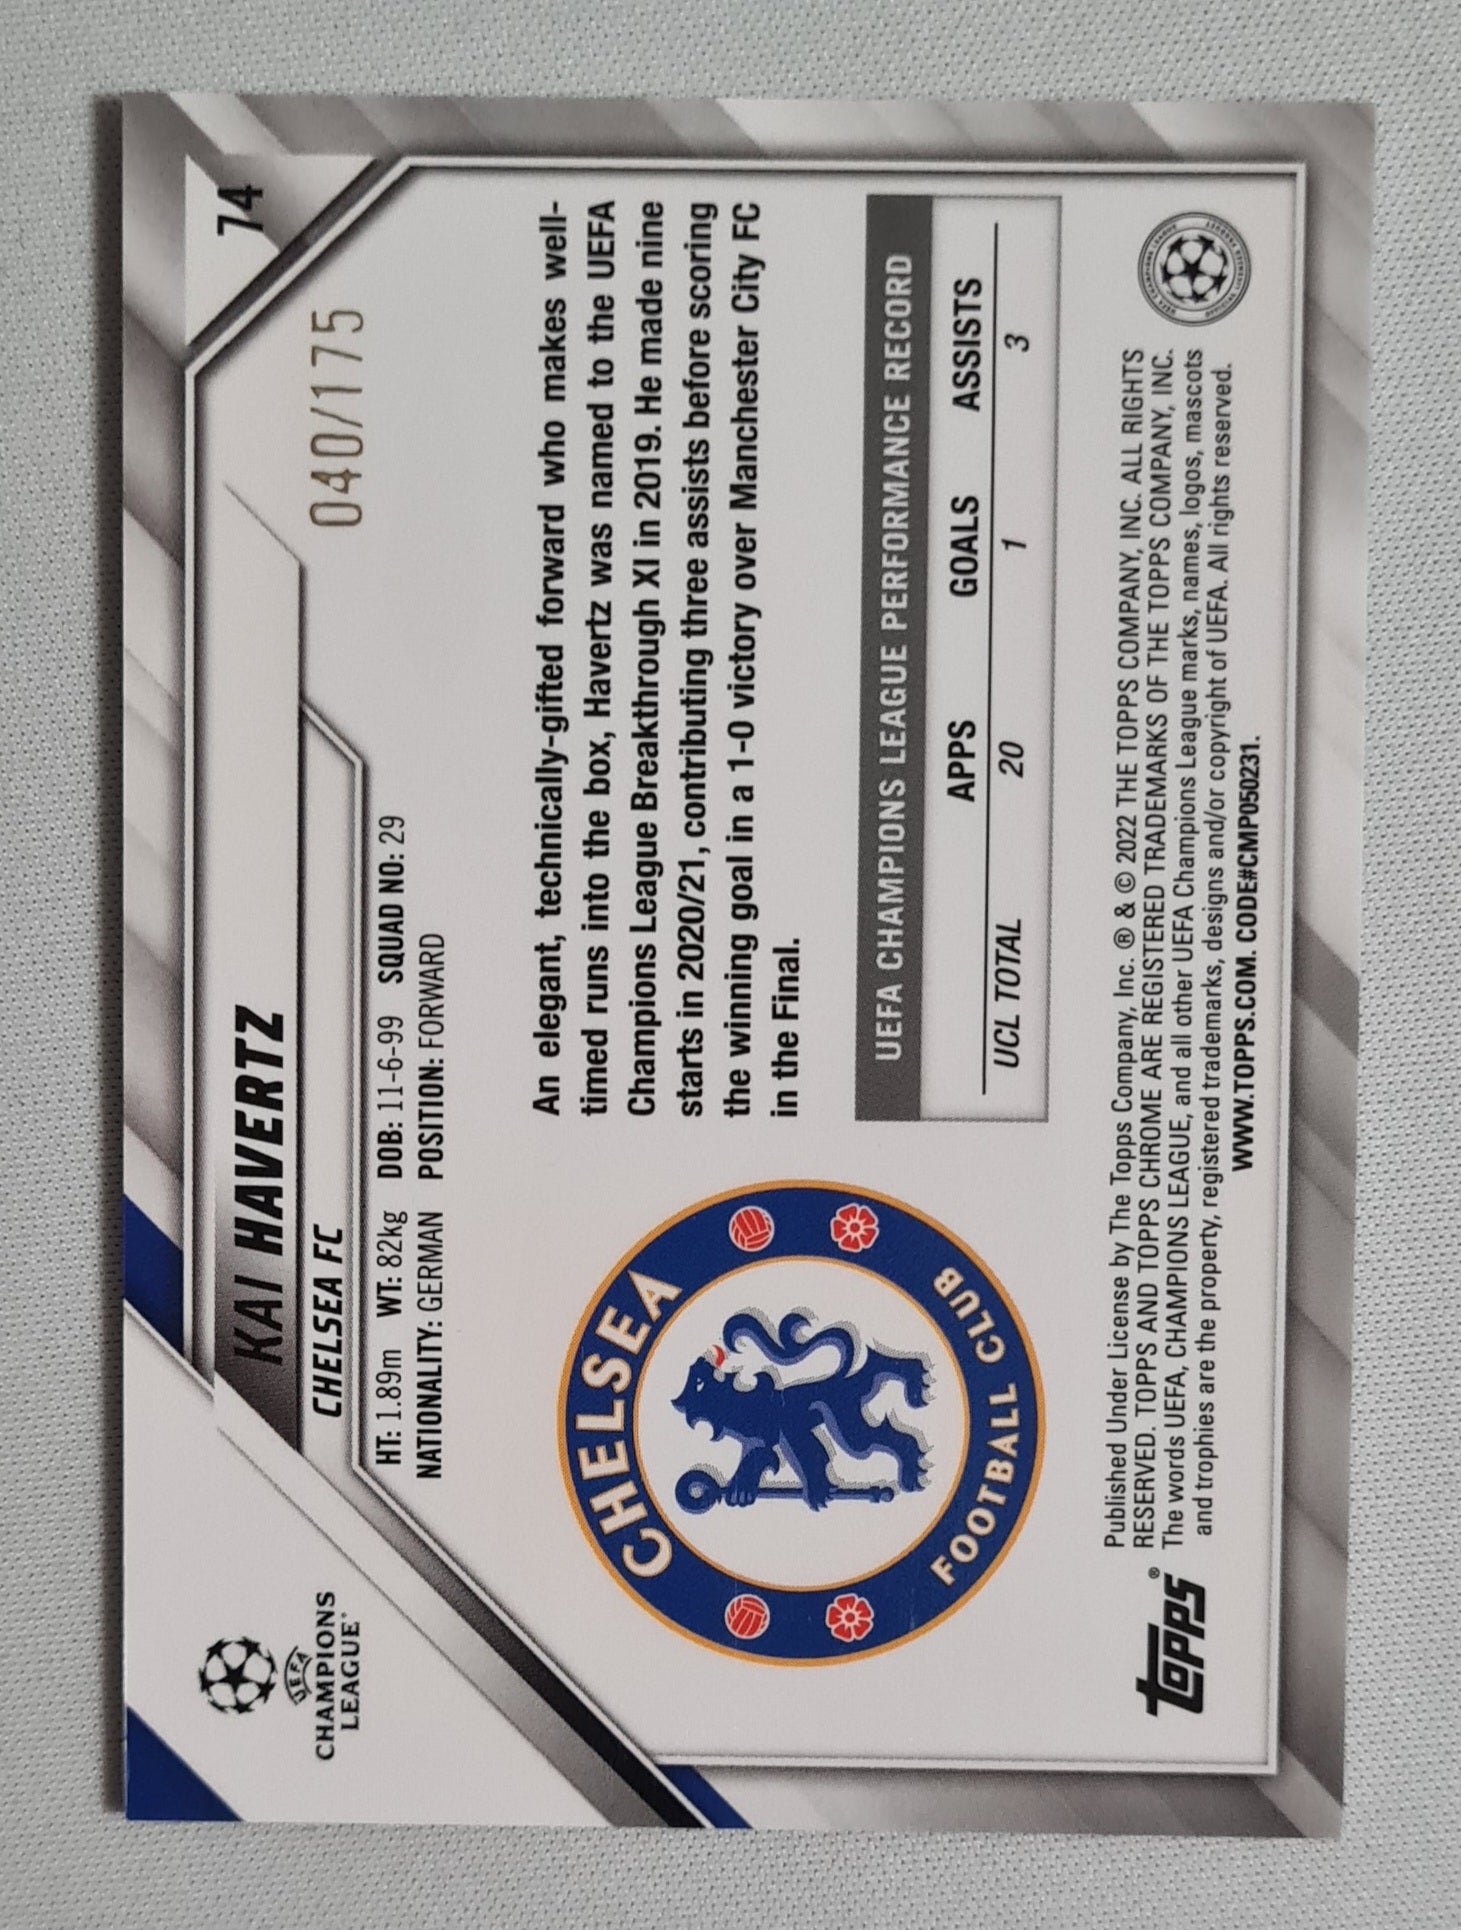 74
KAI HAVERTZ
040/175
CHELSEA FC
HT: 1.89m WT: 82kg DOB: 11-6-99 SQUAD NO: 29
NATIONALITY: GERMAN POSITION: FORWARD
UEFA
CHAMPIONS
LEAGUE
An elegant, technically-gifted forward who makes well-
timed runs into the box, Havertz was named to the UEFA
Champions League Breakthrough XI in 2019. He made nine
starts in 2020/21, contributing three assists before scoring
the winning goal in a 1-0 victory over Manchester City FC
in the Final.
CHELSEA
FOOTBALL CLUB
UEFA CHAMPIONS LEAGUE PERFORMANCE RECORD
APPS GOALS ASSISTS
UCL TOTAL 20 1 3
topps®
Published Under License by The Topps Company, Inc. ® & © 2022 THE TOPPS COMPANY, INC. ALL RIGHTS
RESERVED. TOPPS AND TOPPS CHROME ARE REGISTERED TRADEMARKS OF THE TOPPS COMPANY, INC.
The words UEFA, CHAMPIONS LEAGUE, and all other UEFA Champions League marks, names, logos, mascots
and trophies are the property, registered trademarks, designs and/or copyright of UEFA. All rights reserved.
WWW.TOPPS.COM. CODE#CMP050231.